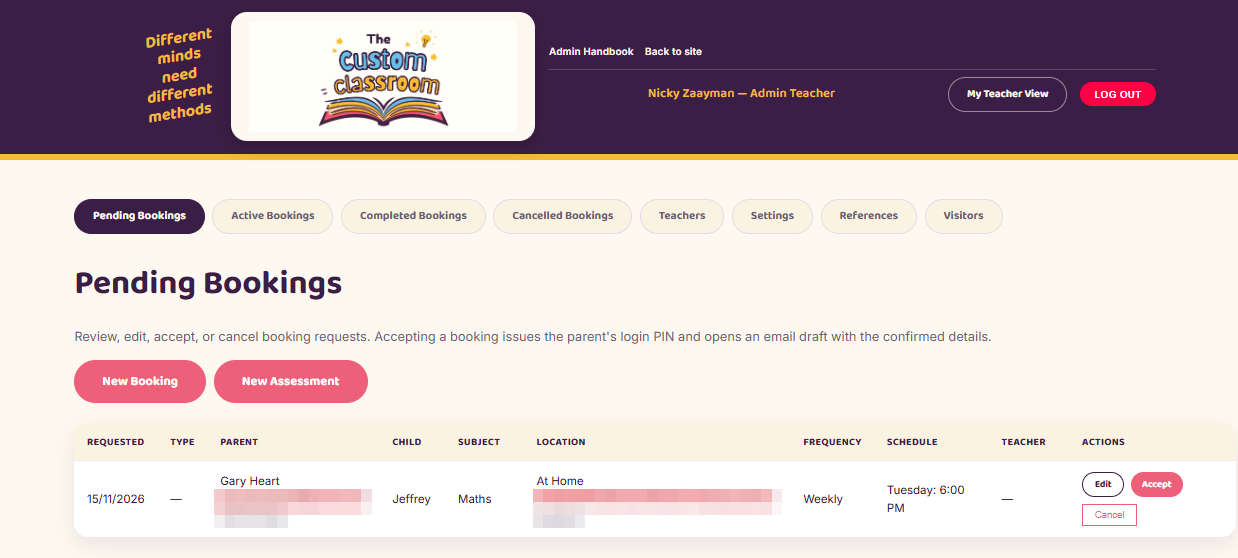 Different
minds
need
different
methods
The
Custom
classroom
Admin Handbook Back to site
Nicky Zaayman — Admin Teacher
My Teacher View
LOG OUT
Pending Bookings Active Bookings Completed Bookings Cancelled Bookings Teachers Settings References Visitors
Pending Bookings
Review, edit, accept, or cancel booking requests. Accepting a booking issues the parent's login PIN and opens an email draft with the confirmed details.
New Booking New Assessment
REQUESTED TYPE PARENT CHILD SUBJECT LOCATION FREQUENCY SCHEDULE TEACHER ACTIONS
15/11/2026 — Gary Heart Jeffrey Maths At Home Weekly Tuesday: 6:00
PM — Edit Accept
Cancel